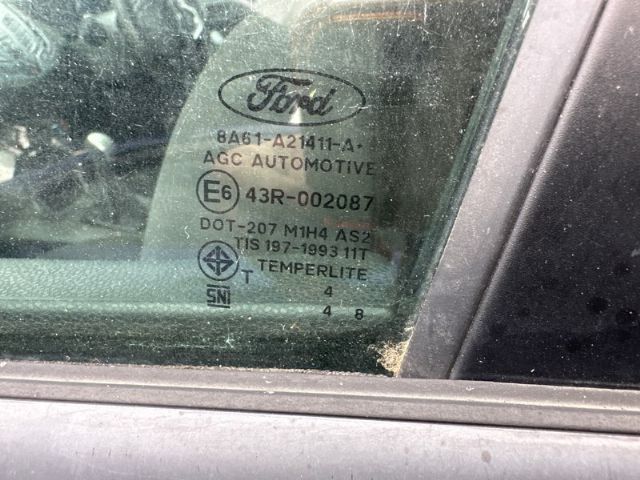 Ford
8A61-A21411-A•
AGC AUTOMOTIVE
E6 43R-002087
DOT-207 M1H4 AS2
TIS 197-1993 11T
T TEMPERLITE
SNI 4
4 8